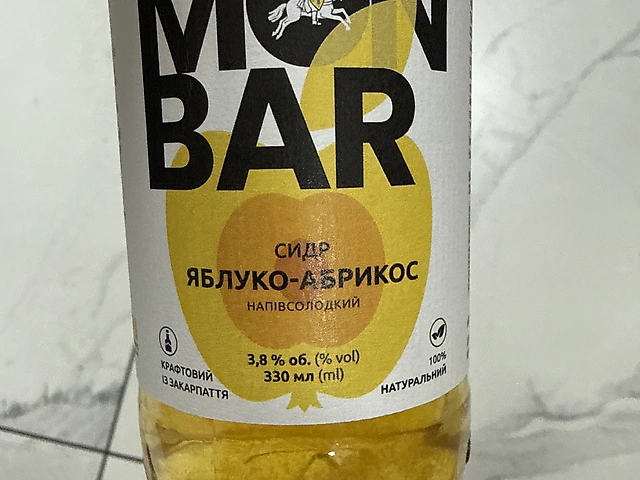 MON
BAR
СИДР
ЯБЛУКО-АБРИКОС
НАПІВСОЛОДКИЙ
3,8 % об. (% vol)
330 мл (ml)
КРАФТОВИЙ
ІЗ ЗАКАРПАТТЯ
100%
НАТУРАЛЬНИЙ